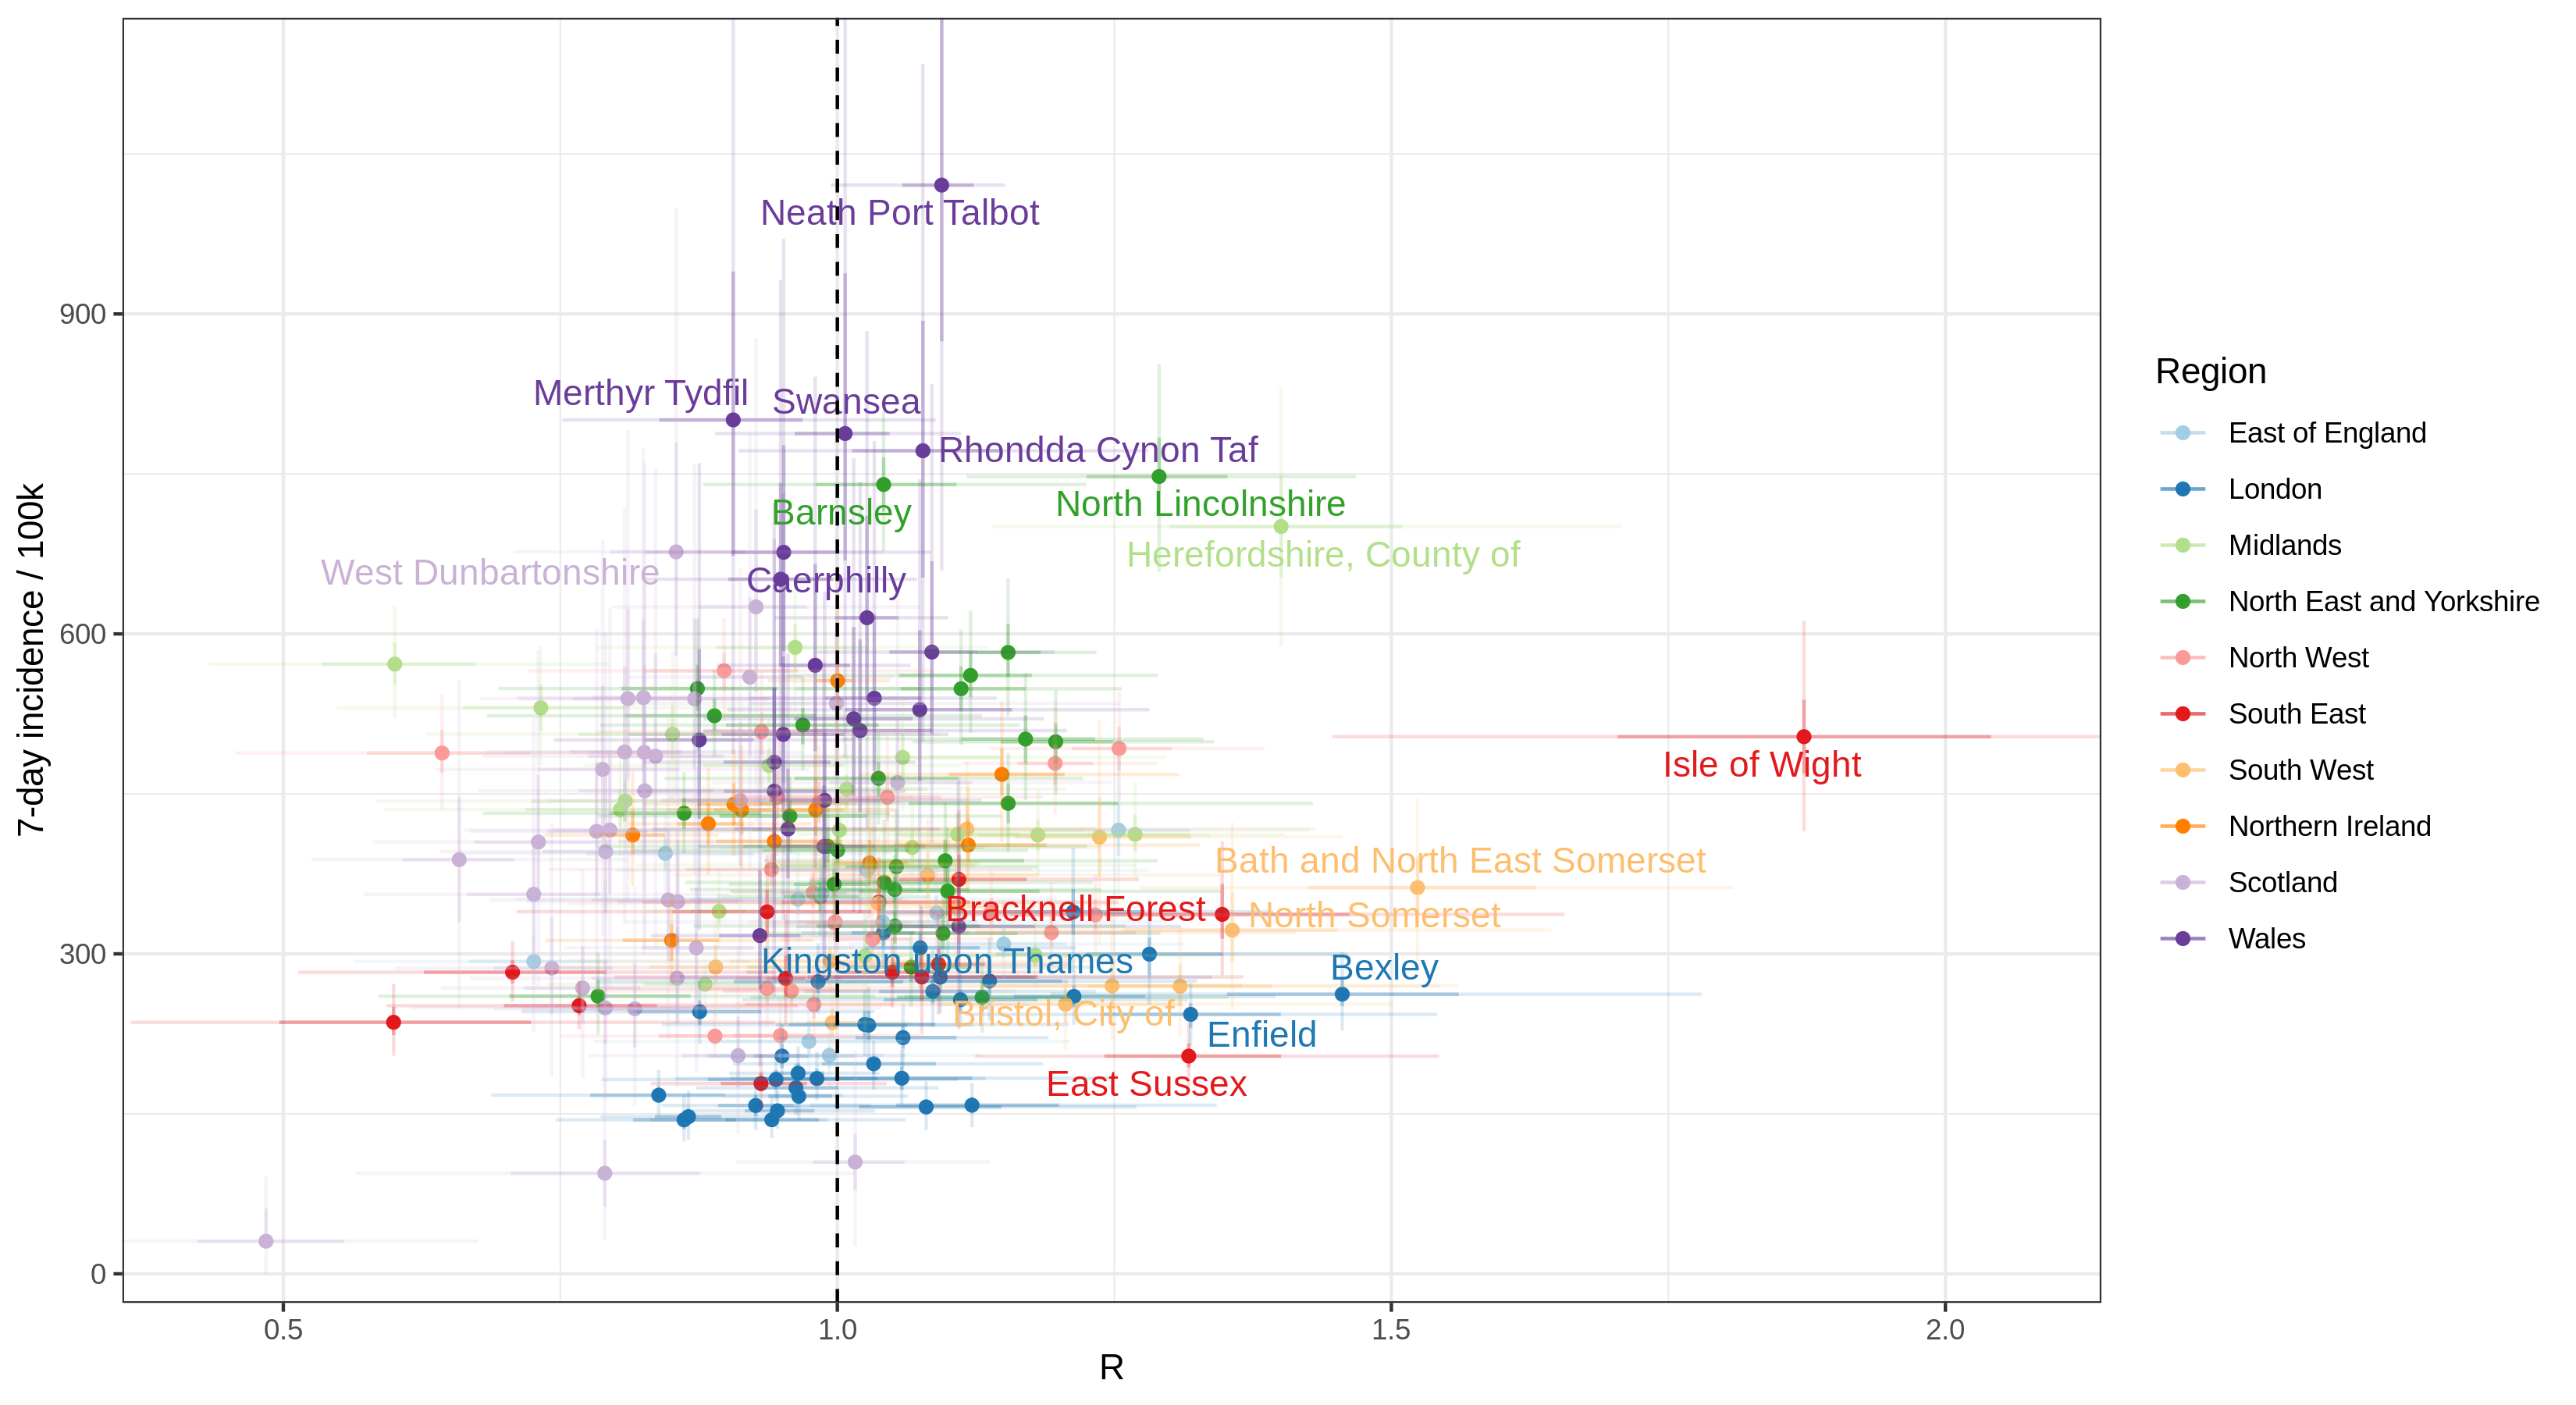 Neath Port Talbot
900
Merthyr Tydfil
Swansea
Rhondda Cynon Taf
North Lincolnshire
Barnsley
Herefordshire, County of
West Dunbartonshire
Caerphilly
600
Isle of Wight
Bath and North East Somerset
Bracknell Forest
North Somerset
300
Kingston upon Thames
Bexley
Bristol, City of
Enfield
East Sussex
0
0.5
1.0
1.5
2.0
R
7-day incidence / 100k
Region
East of England
London
Midlands
North East and Yorkshire
North West
South East
South West
Northern Ireland
Scotland
Wales